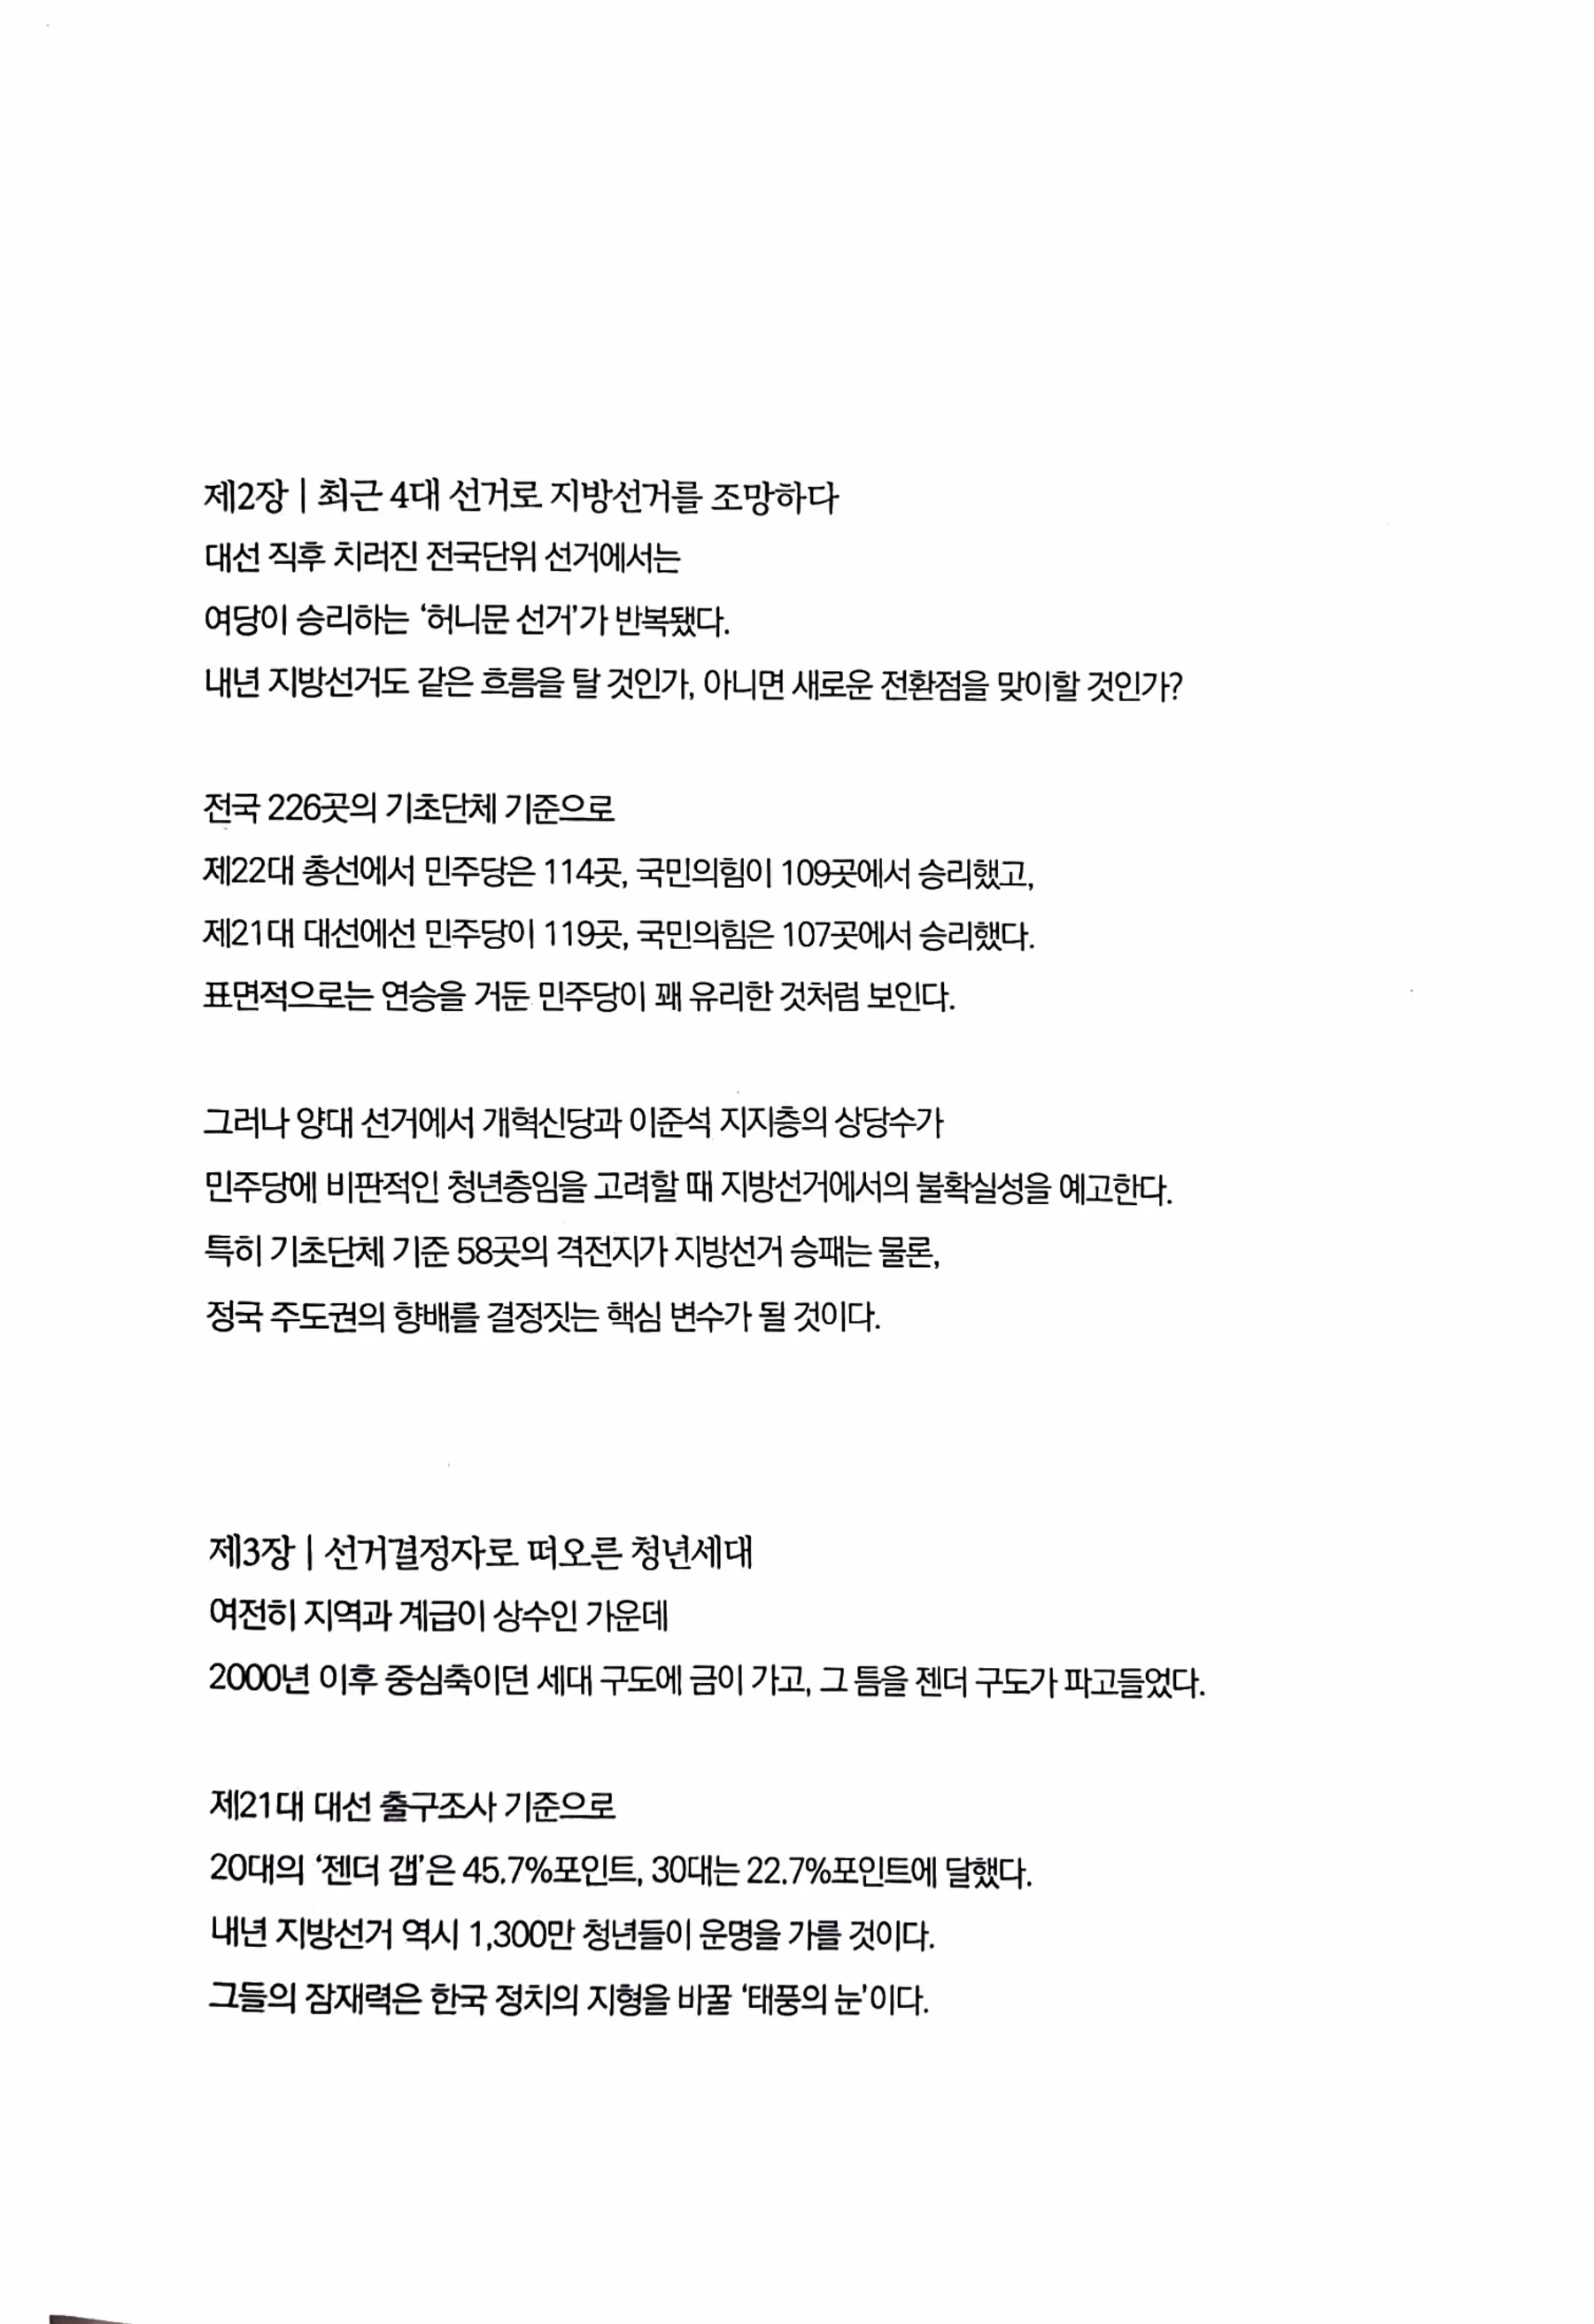 제2장 | 최근 4대 선거로 지방선거를 조망하다
대선 직후 치러진 전국단위 선거에서는
여당이 승리하는 ‘허니문 선거’가 반복됐다.
내년 지방선거도 같은 흐름을 탈 것인가, 아니면 새로운 전환점을 맞이할 것인가?
전국 226곳의 기초단체 기준으로
제22대 총선에서 민주당은 114곳, 국민의힘이 109곳에서 승리했고,
제21대 대선에선 민주당이 119곳, 국민의힘은 107곳에서 승리했다.
표면적으로는 연승을 거둔 민주당이 꽤 유리한 것처럼 보인다.
그러나 양대 선거에서 개혁신당과 이준석 지지층의 상당수가
민주당에 비판적인 청년층임을 고려할 때 지방선거에서의 불확실성을 예고한다.
특히 기초단체 기준 58곳의 격전지가 지방선거 승패는 물론,
정국 주도권의 향배를 결정짓는 핵심 변수가 될 것이다.
제3장 | 선거결정자로 떠오른 청년세대
여전히 지역과 계급이 상수인 가운데
2000년 이후 중심축이던 세대 구도에 금이 가고, 그 틈을 젠더 구도가 파고들었다.
제21대 대선 출구조사 기준으로
20대의 ‘젠더 갭’은 45.7%포인트, 30대는 22.7%포인트에 달했다.
내년 지방선거 역시 1,300만 청년들이 운명을 가를 것이다.
그들의 잠재력은 한국 정치의 지형을 바꿀 ‘태풍의 눈’이다.